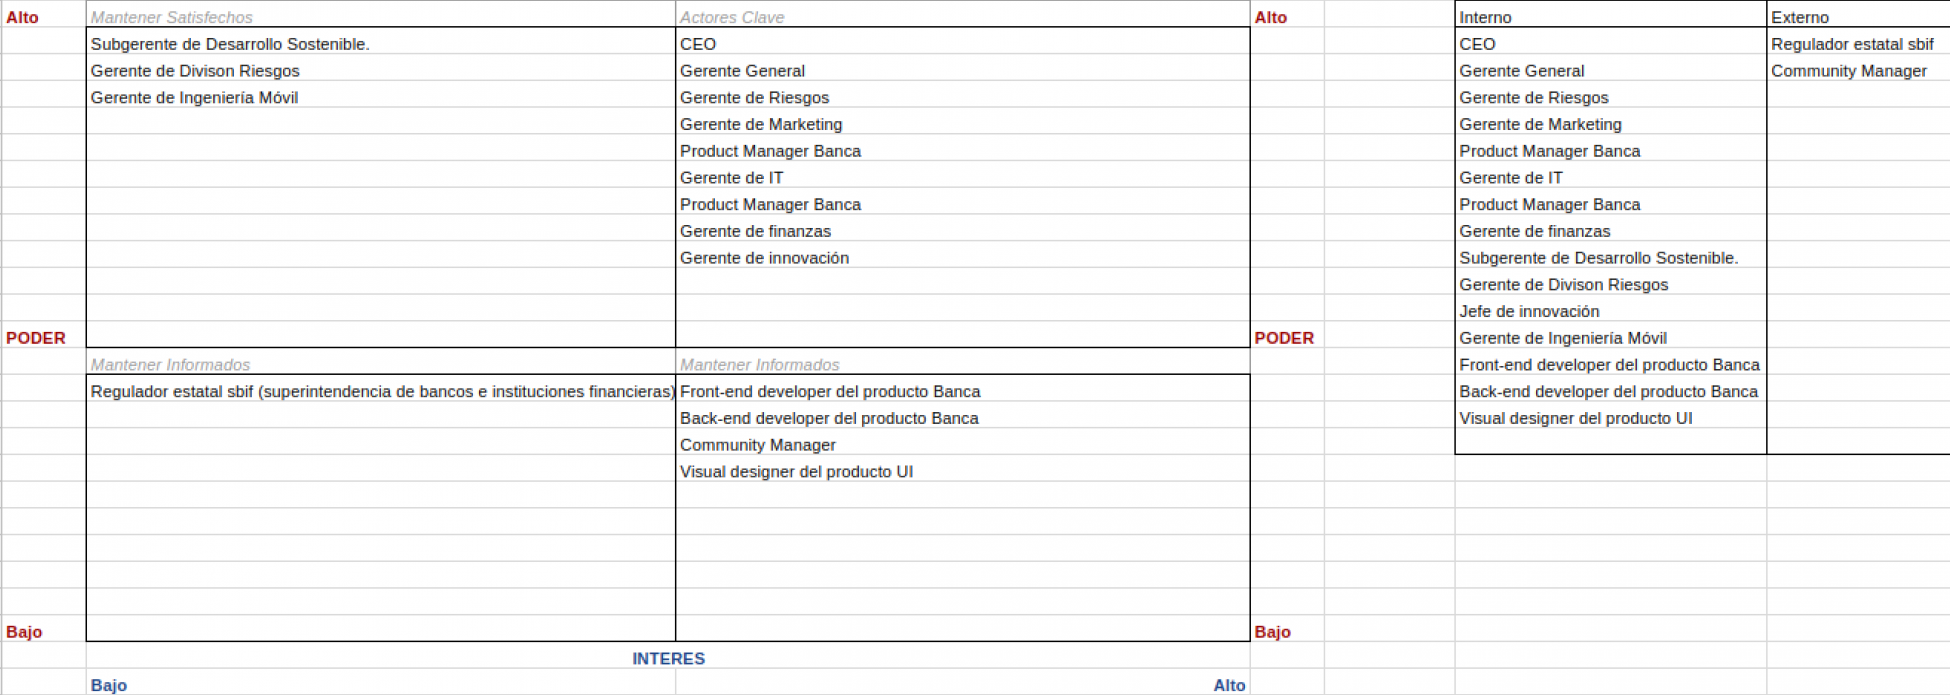 Alto Mantener Satisfechos Actores Clave Alto Interno Externo
Subgerente de Desarrollo Sostenible. CEO CEO Regulador estatal sbif
Gerente de Divison Riesgos Gerente General Gerente General Community Manager
Gerente de Ingeniería Móvil Gerente de Riesgos Gerente de Riesgos
Gerente de Marketing Gerente de Marketing
Product Manager Banca Product Manager Banca
Gerente de IT Gerente de IT
Product Manager Banca Product Manager Banca
Gerente de finanzas Gerente de finanzas
Gerente de innovación Subgerente de Desarrollo Sostenible.
Gerente de Divison Riesgos
Jefe de innovación
PODER PODER Gerente de Ingeniería Móvil
Mantener Informados Mantener Informados Front-end developer del producto Banca
Regulador estatal sbif (superintendencia de bancos e instituciones financieras) Front-end developer del producto Banca Back-end developer del producto Banca
Back-end developer del producto Banca Visual designer del producto UI
Community Manager
Visual designer del producto UI
Bajo Bajo
INTERES
Bajo Alto